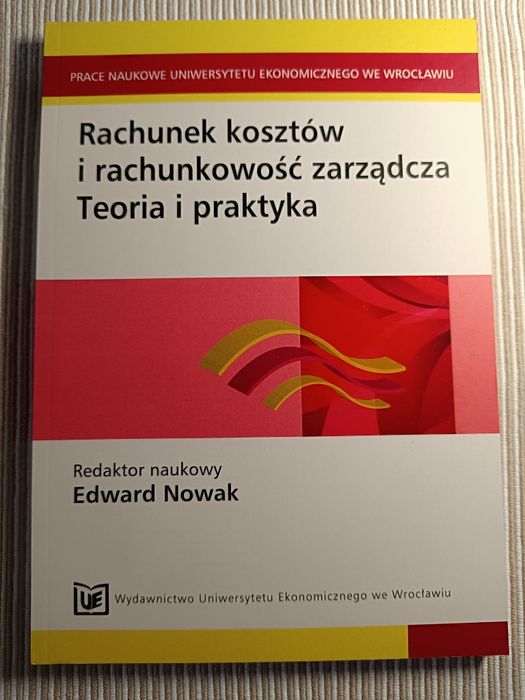 PRACE NAUKOWE UNIWERSYTETU EKONOMICZNEGO WE WROCŁAWIU
Rachunek kosztów
i rachunkowość zarządcza
Teoria i praktyka
Redaktor naukowy
Edward Nowak
UE Wydawnictwo Uniwersytetu Ekonomicznego we Wrocławiu